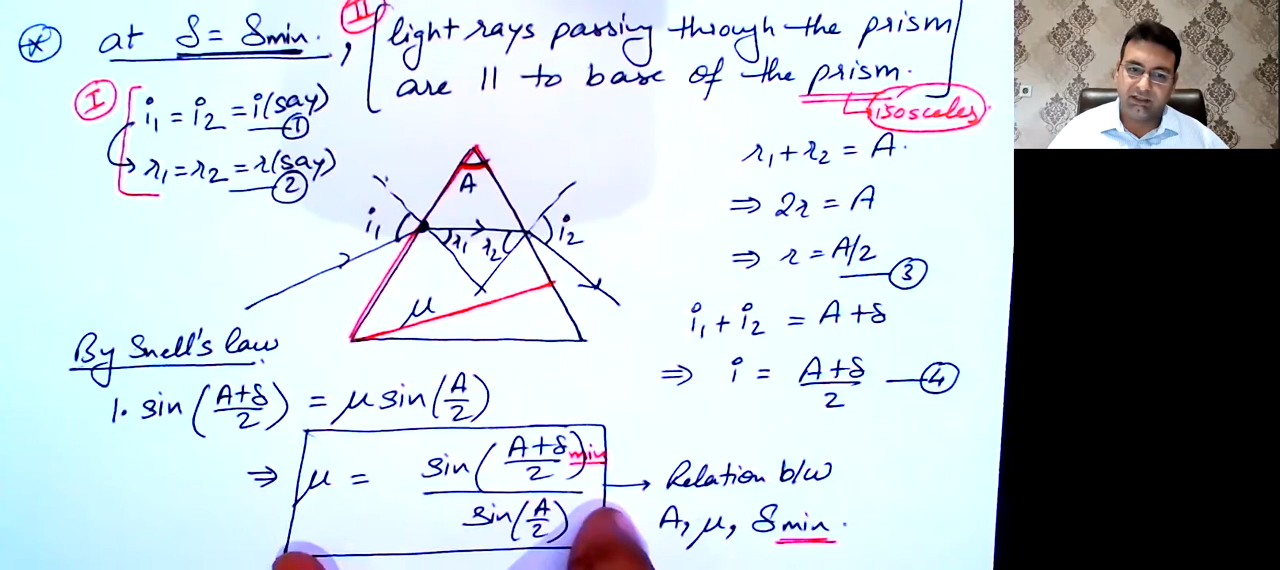 * at δ = δmin. , II [light rays passing through the prism
are || to base of the prism.]
isosceles
I i₁ = i₂ = i (say) —①
→ r₁ = r₂ = r (say) —②
r₁ + r₂ = A.
⇒ 2r = A
⇒ r = A/2 —③
i₁ + i₂ = A + δ
⇒ i = (A+δ)/2 —④
A
i₁ r₁ r₂ i₂
μ
By Snell's law
1. sin((A+δ)/2) = μ sin(A/2)
⇒ μ = sin((A+δmin)/2) / sin(A/2) → Relation b/w
A, μ, δmin.